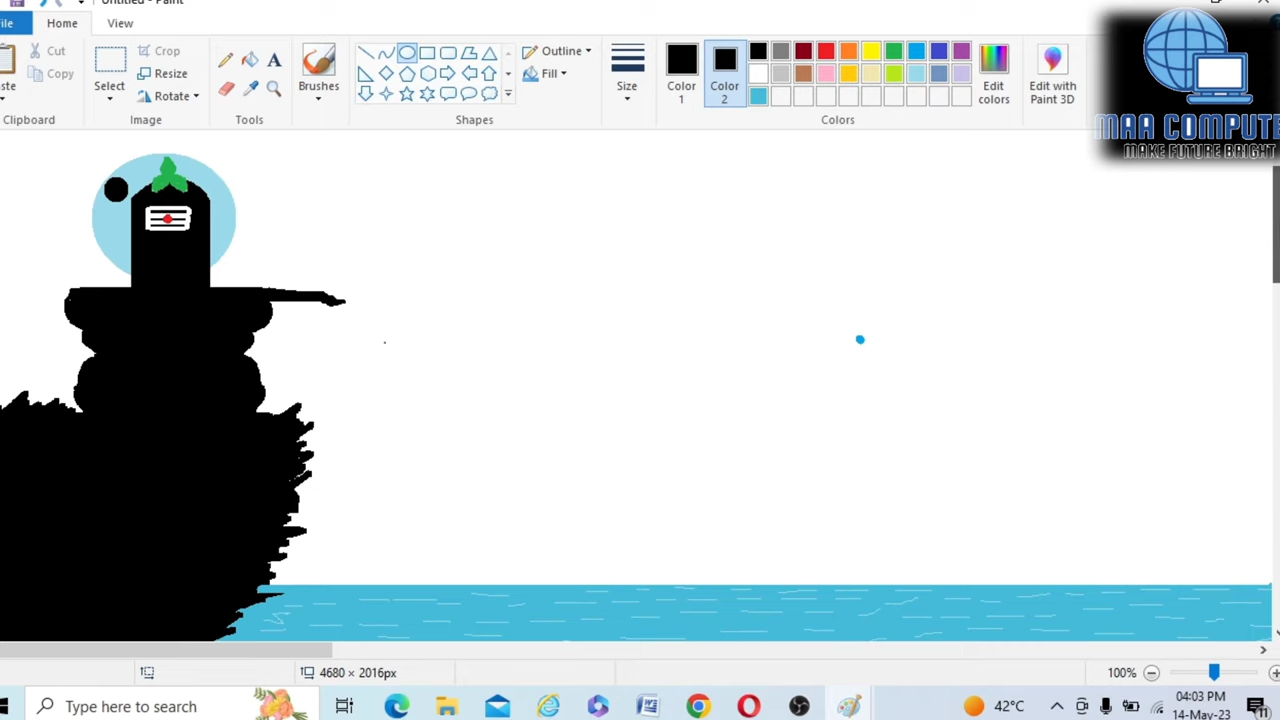 Untitled - Paint
File
Home
View
Paste
Cut
Copy
Clipboard
Select
Crop
Resize
Rotate
Image
Tools
Brushes
Outline
Fill
Shapes
Size
Color
1
Color
2
Colors
Edit
colors
Edit with
Paint 3D
MAA COMPUTE
MAKE FUTURE BRIGHT
4680 × 2016px
100%
Type here to search
42°C
04:03 PM
14-May-23
11